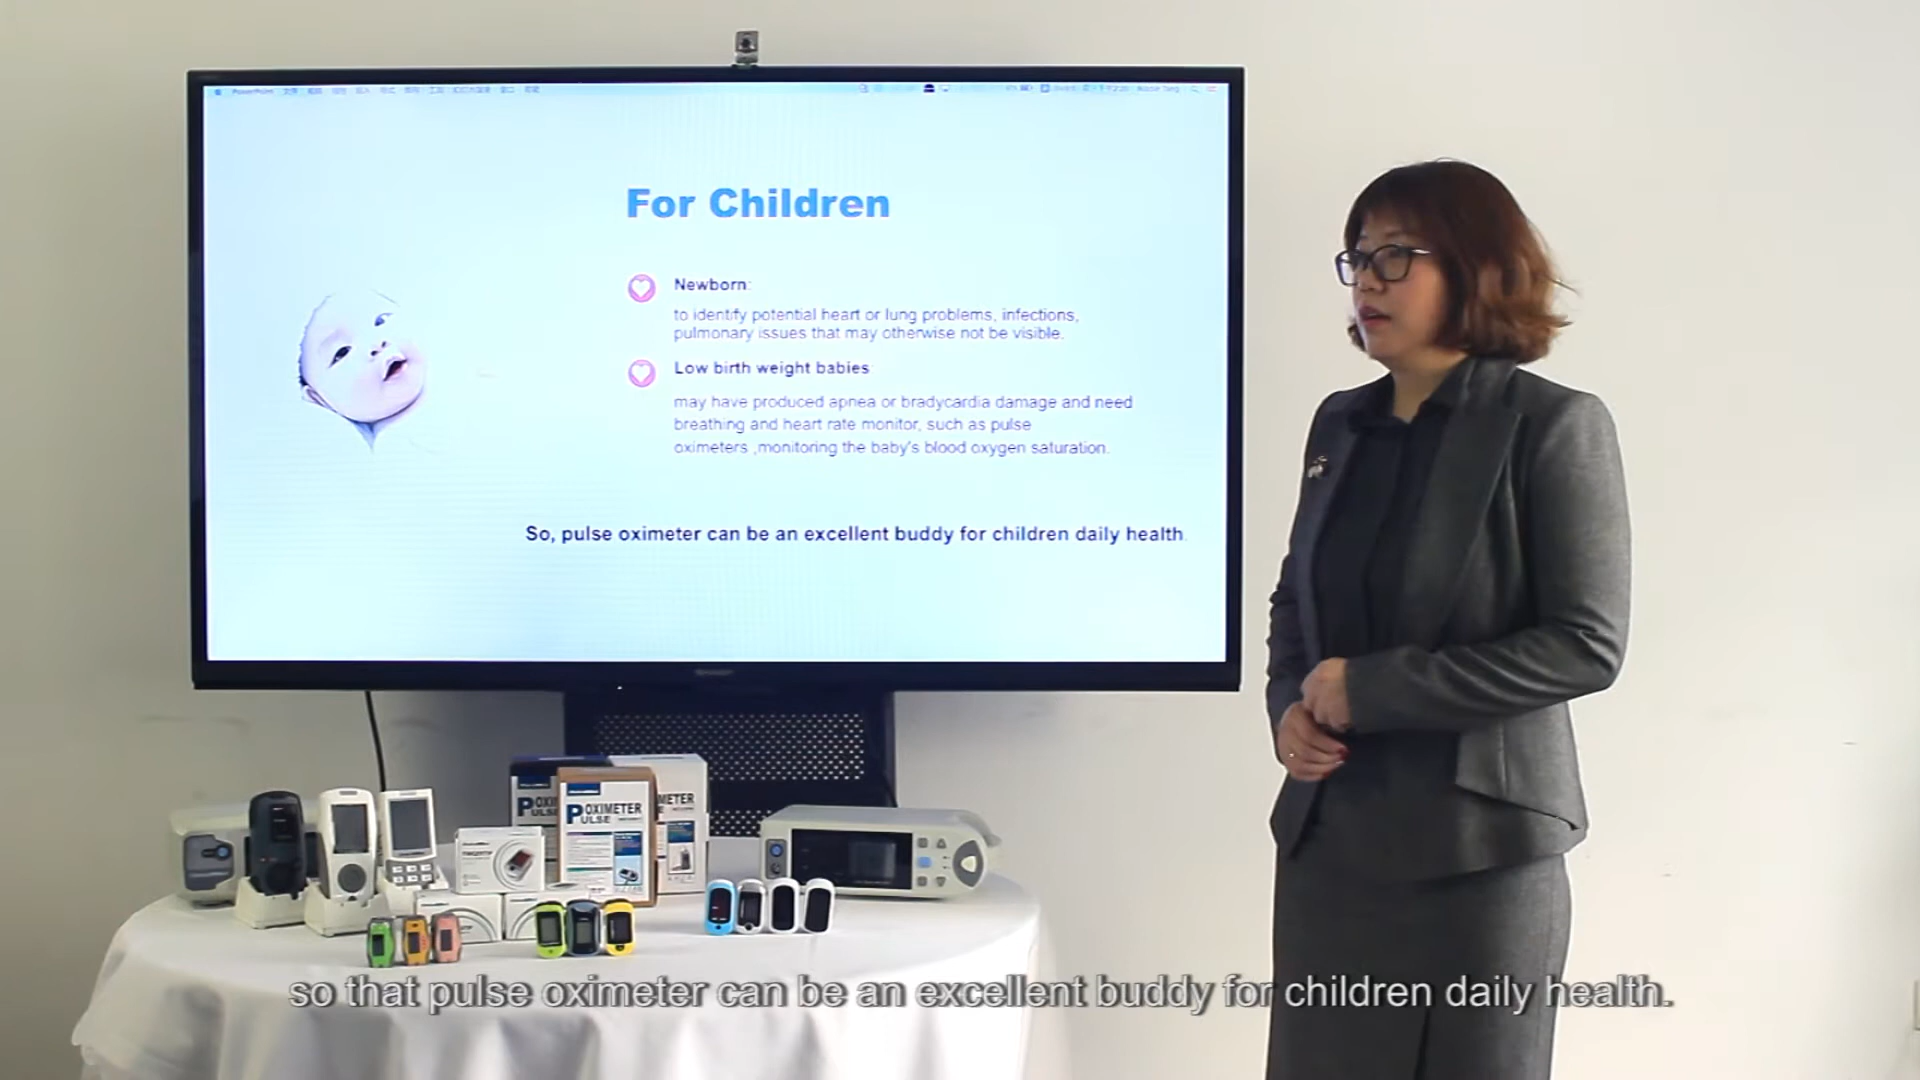 PowerPoint
For Children
Newborn:
to identify potential heart or lung problems, infections,
pulmonary issues that may otherwise not be visible.
Low birth weight babies:
may have produced apnea or bradycardia damage and need
breathing and heart rate monitor, such as pulse
oximeters ,monitoring the baby's blood oxygen saturation.
So, pulse oximeter can be an excellent buddy for children daily health.
PULSE OXIMETER
so that pulse oximeter can be an excellent buddy for children daily health.